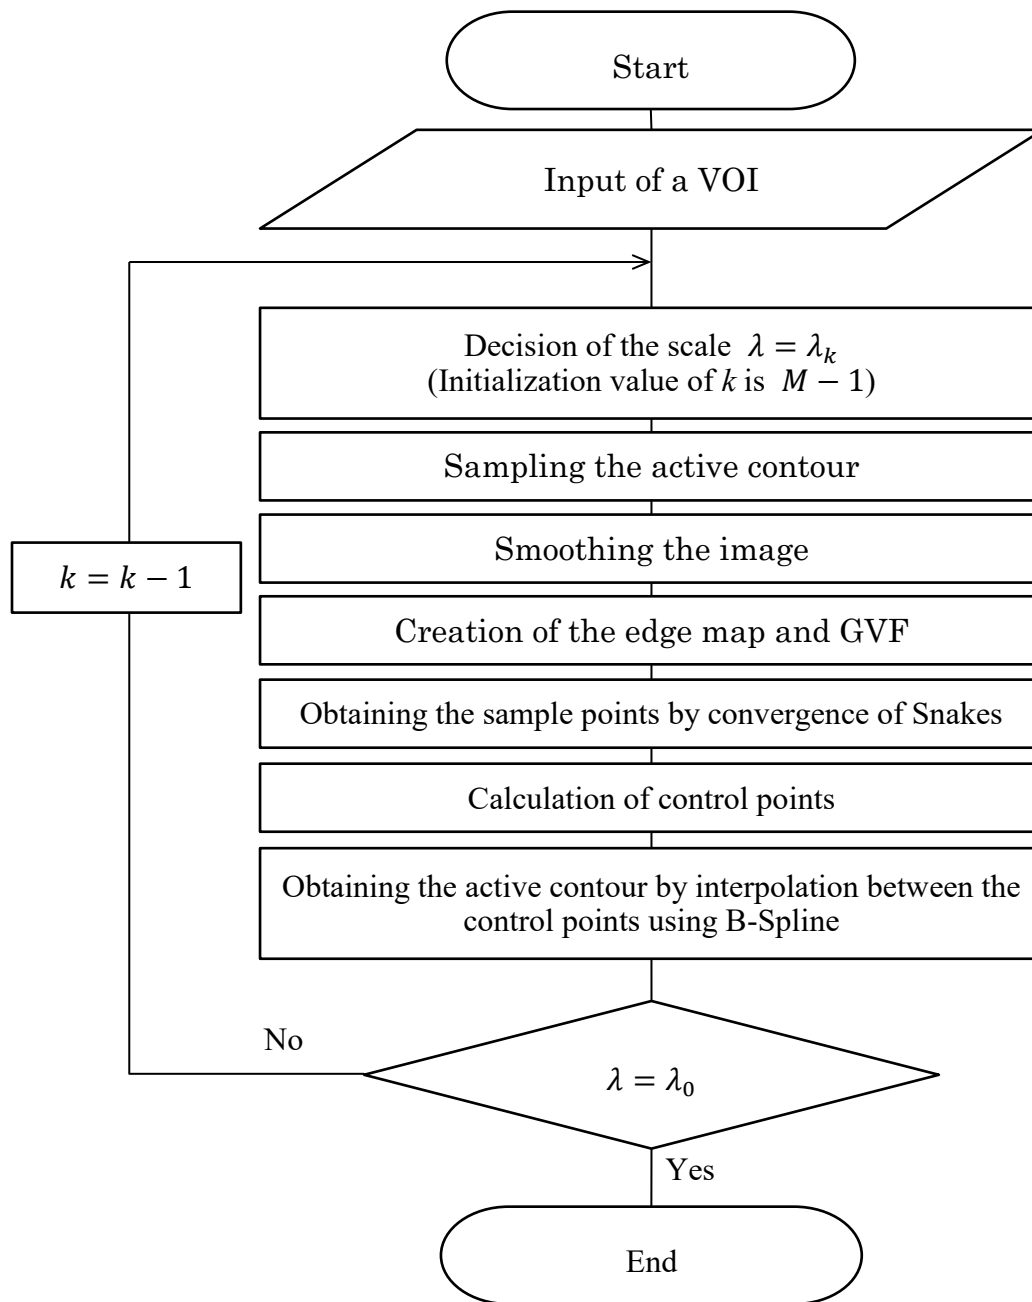 Start
Input of a VOI
Decision of the scale λ = λₖ
(Initialization value of k is M − 1)
Sampling the active contour
Smoothing the image
k = k − 1
Creation of the edge map and GVF
Obtaining the sample points by convergence of Snakes
Calculation of control points
Obtaining the active contour by interpolation between the
control points using B-Spline
No
λ = λ₀
Yes
End